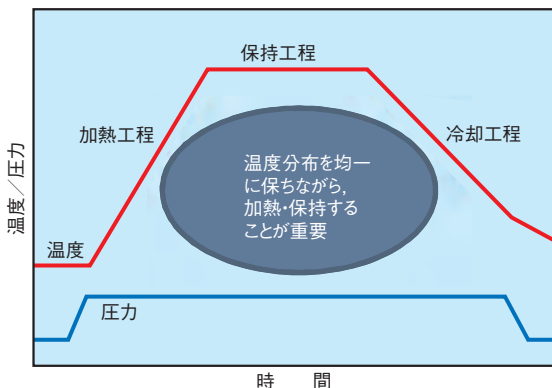 保持工程
加熱工程
冷却工程
温度分布を均一
に保ちながら,
加熱・保持する
ことが重要
温度／圧力
温度
圧力
時　間